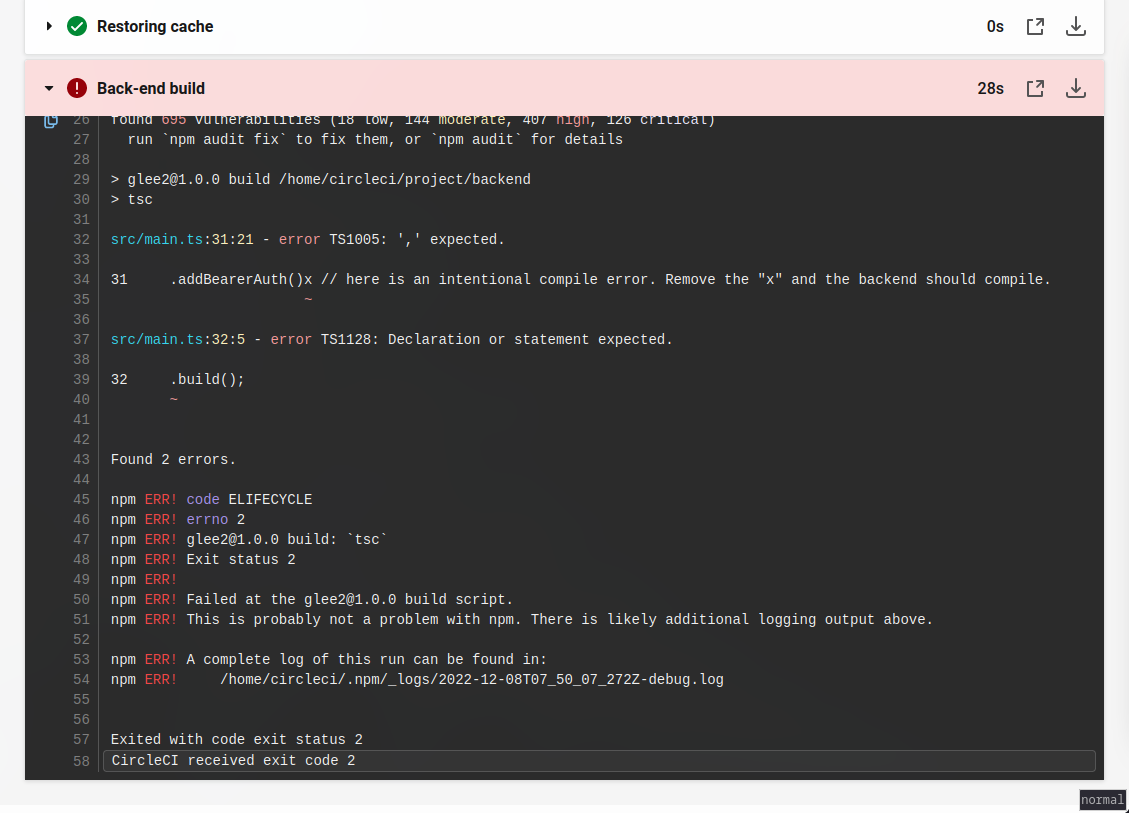 Restoring cache 0s
Back-end build 28s
26 found 695 vulnerabilities (18 low, 144 moderate, 407 high, 126 critical)
27 run `npm audit fix` to fix them, or `npm audit` for details
28
29 > glee2@1.0.0 build /home/circleci/project/backend
30 > tsc
31
32 src/main.ts:31:21 - error TS1005: ',' expected.
33
34 31     .addBearerAuth()x // here is an intentional compile error. Remove the "x" and the backend should compile.
35 ~
36
37 src/main.ts:32:5 - error TS1128: Declaration or statement expected.
38
39 32     .build();
40 ~
41
42
43 Found 2 errors.
44
45 npm ERR! code ELIFECYCLE
46 npm ERR! errno 2
47 npm ERR! glee2@1.0.0 build: `tsc`
48 npm ERR! Exit status 2
49 npm ERR!
50 npm ERR! Failed at the glee2@1.0.0 build script.
51 npm ERR! This is probably not a problem with npm. There is likely additional logging output above.
52
53 npm ERR! A complete log of this run can be found in:
54 npm ERR!     /home/circleci/.npm/_logs/2022-12-08T07_50_07_272Z-debug.log
55
56
57 Exited with code exit status 2
58 CircleCI received exit code 2
normal